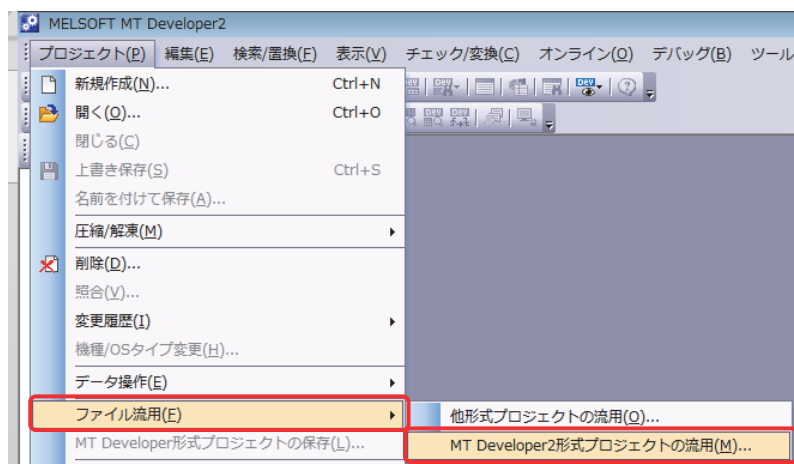 MELSOFT MT Developer2
プロジェクト(P) 編集(E) 検索/置換(F) 表示(V) チェック/変換(C) オンライン(O) デバッグ(B) ツール
新規作成(N)... Ctrl+N
開く(O)... Ctrl+O
閉じる(C)
上書き保存(S) Ctrl+S
名前を付けて保存(A)...
圧縮/解凍(M)
削除(D)...
照合(V)...
変更履歴(I)
機種/OSタイプ変更(H)...
データ操作(E)
ファイル流用(F)
他形式プロジェクトの流用(O)...
MT Developer形式プロジェクトの保存(L)...
MT Developer2形式プロジェクトの流用(M)...